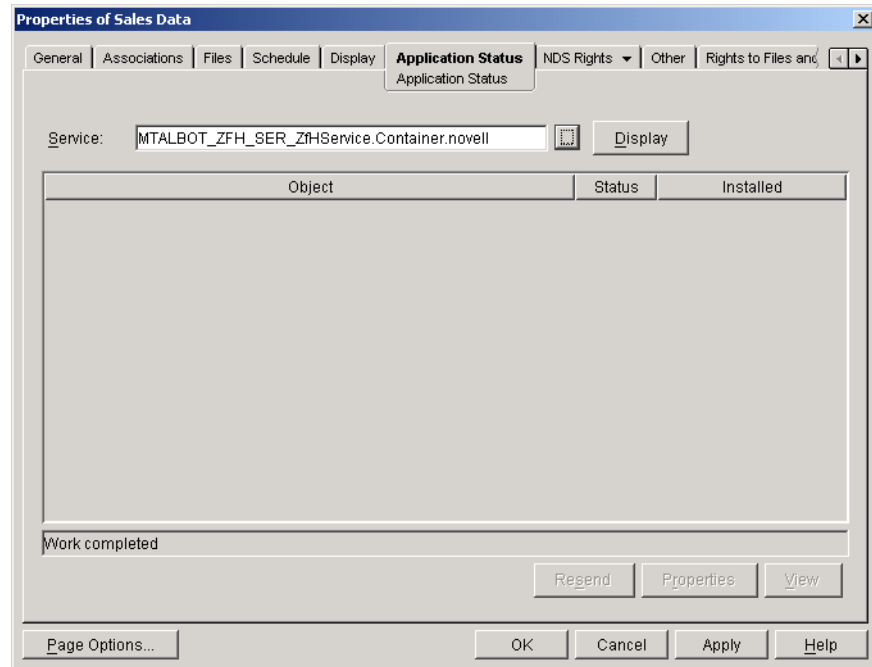 Properties of Sales Data
General Associations Files Schedule Display Application Status NDS Rights Other Rights to Files and
Application Status
Service: MTALBOT_ZFH_SER_ZfHService.Container.novell Display
Object Status Installed
Work completed
Resend Properties View
Page Options... OK Cancel Apply Help